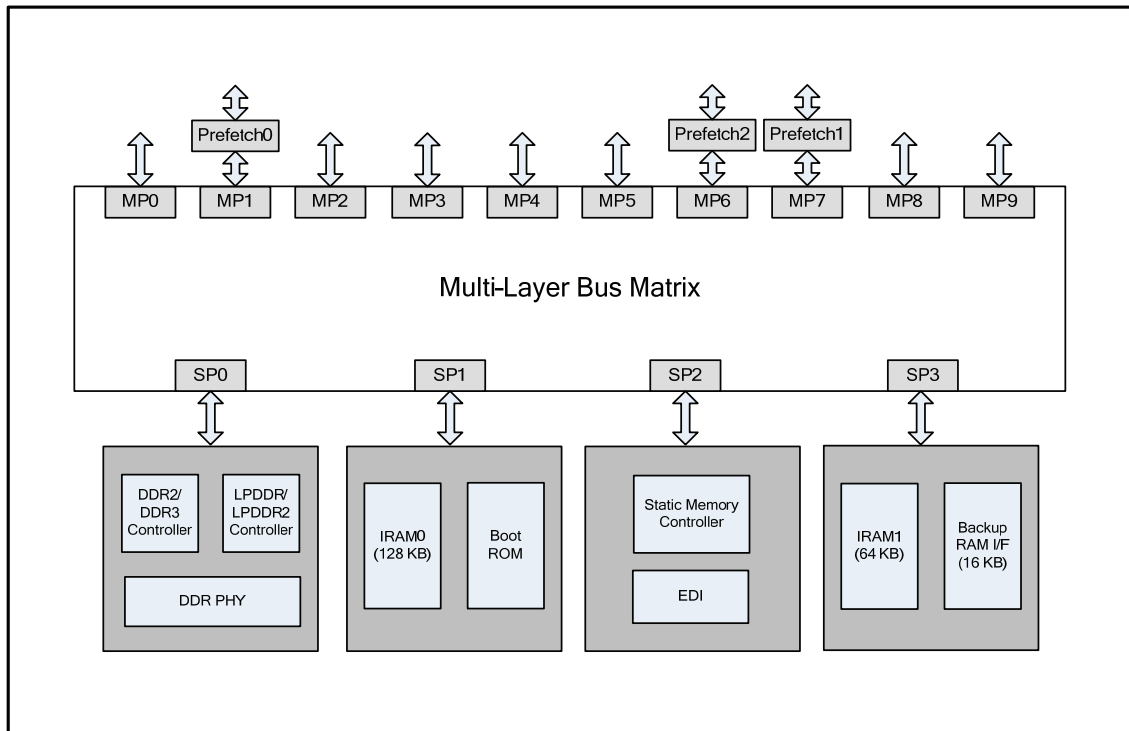 Prefetch0
Prefetch2
Prefetch1
MP0
MP1
MP2
MP3
MP4
MP5
MP6
MP7
MP8
MP9
Multi-Layer Bus Matrix
SP0
SP1
SP2
SP3
DDR2/
DDR3
Controller
LPDDR/
LPDDR2
Controller
DDR PHY
IRAM0
(128 KB)
Boot
ROM
Static Memory
Controller
EDI
IRAM1
(64 KB)
Backup
RAM I/F
(16 KB)